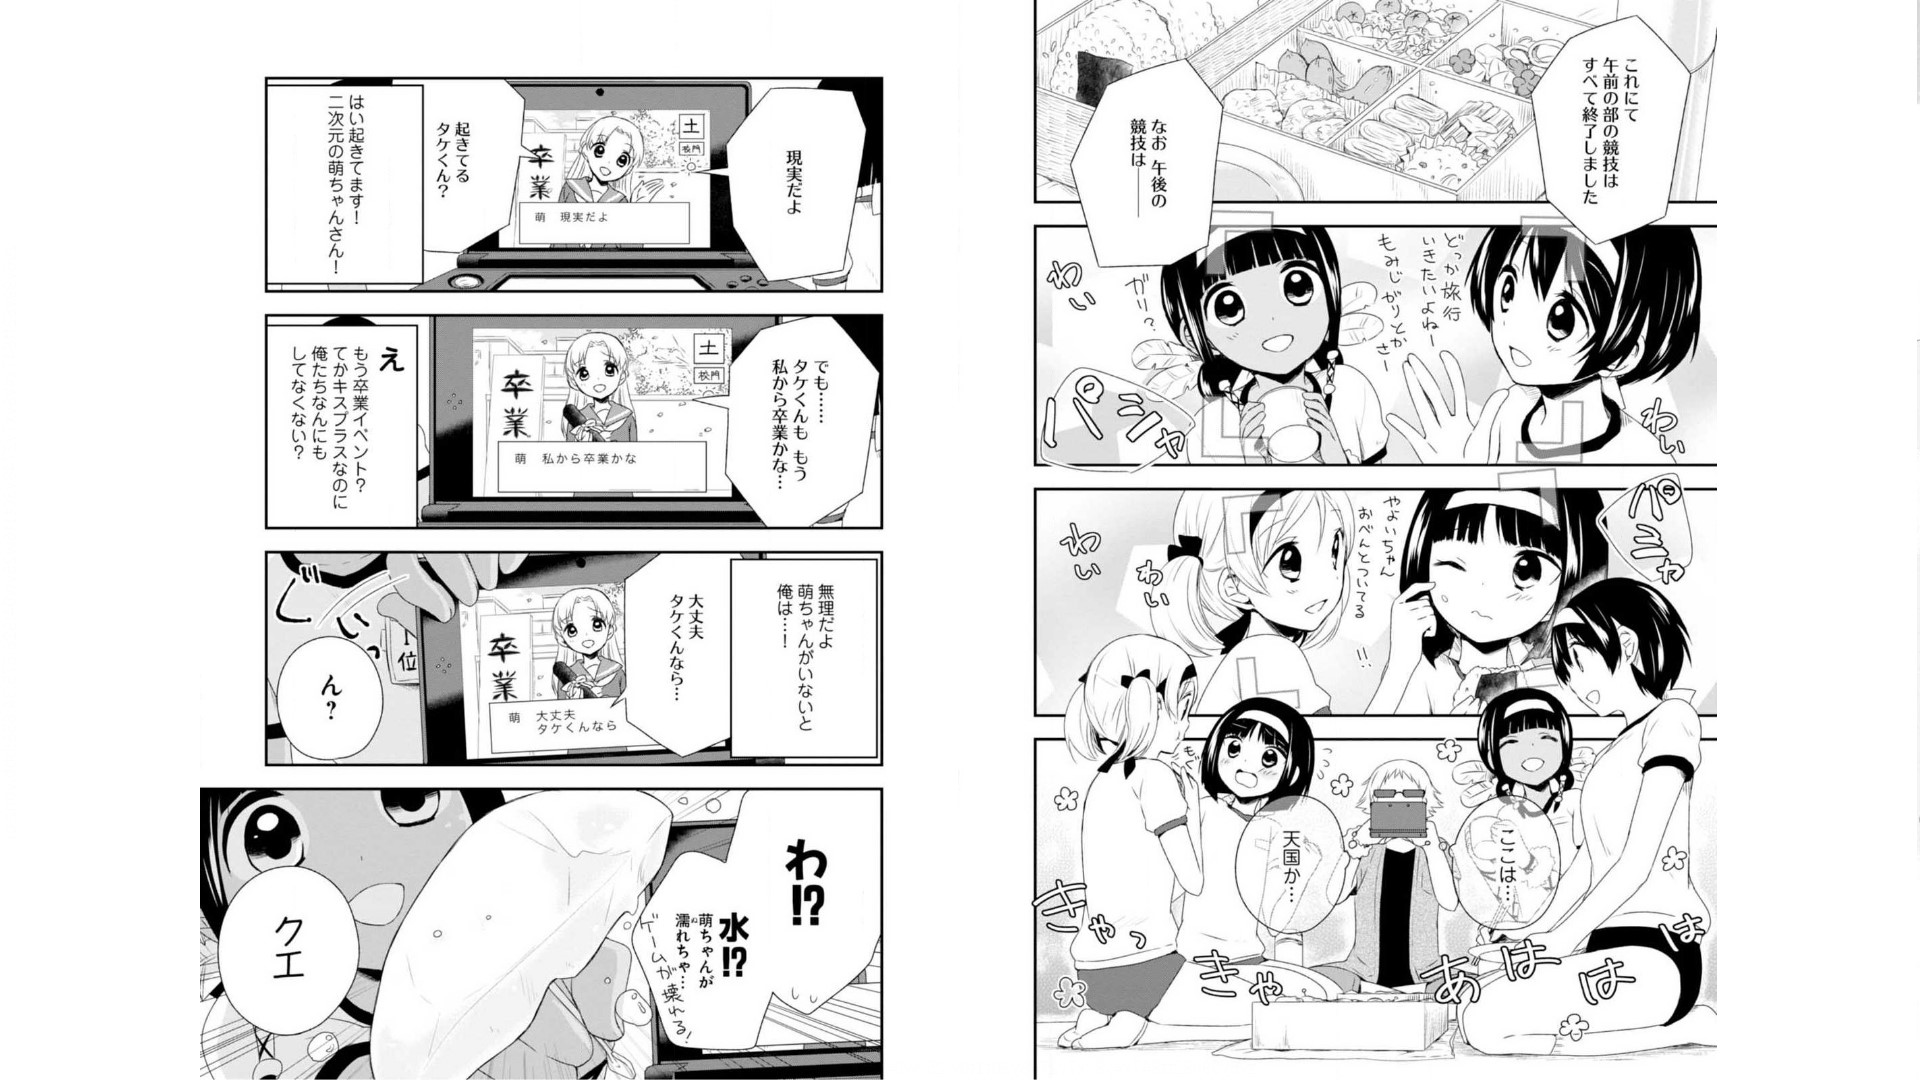 これにて
午前の部の競技は
すべて終了しました
なお 午後の
競技は――
どっか旅行
いきたいよねー
もみじがりとか
さー
ガリ?
わい
わい
パシャ
パシャ
やよいちゃん
おべんとついてる
!!
わい
わい
もぐ
ここは…
天国か…
きゃっ
きゃ
あはは
は
現実だよ
土
校門
卒業
萌 現実だよ
起きてる
タケくん?
はい起きてます!
二次元の萌ちゃんさん!
でも……
タケくんも もう
私から卒業かな…
土
校門
卒業
萌 私から卒業かな
え
もう卒業イベント?
てかキスプラスなのに
俺たちなんにも
してなくない?
無理だよ
萌ちゃんがいないと
俺は…!
大丈夫
タケくんなら…
卒業
萌 大丈夫
タケくんなら
ぐいっ
1位
ん?
わ!?
水!?
萌ちゃんが
濡れちゃ…
ぬ
ゲームが壊れる!
クエ